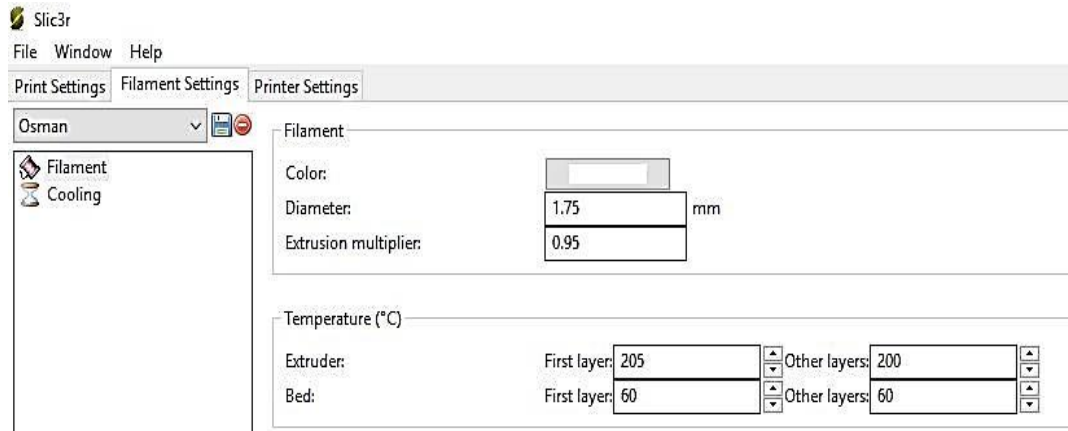 Slic3r
File Window Help
Print Settings Filament Settings Printer Settings
Osman
Filament
Cooling
Filament
Color:
Diameter: 1.75 mm
Extrusion multiplier: 0.95
Temperature (°C)
Extruder: First layer: 205 Other layers: 200
Bed: First layer: 60 Other layers: 60